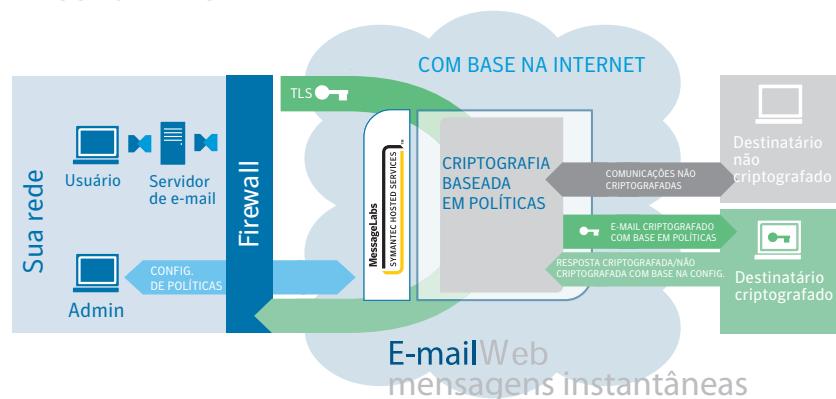 COM BASE NA INTERNET
TLS
Sua rede
Usuário
Servidor
de e-mail
Firewall
Admin
CONFIG.
DE POLÍTICAS
MessageLabs
SYMANTEC HOSTED SERVICES
™
CRIPTOGRAFIA
BASEADA
EM POLÍTICAS
COMUNICAÇÕES NÃO
CRIPTOGRAFADAS
E-MAIL CRIPTOGRAFADO
COM BASE EM POLÍTICAS
RESPOSTA CRIPTOGRAFADA/NÃO
CRIPTOGRAFADA COM BASE NA CONFIG.
Destinatário
não
criptografado
Destinatário
criptografado
E-mailWeb
mensagens instantâneas